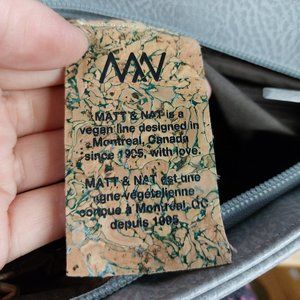 MATT & NAT is a
vegan line designed in
Montreal, Canada
since 1995, with love.
MATT & NAT est une
ligne végétalienne
conçue à Montréal, QC
depuis 1995.